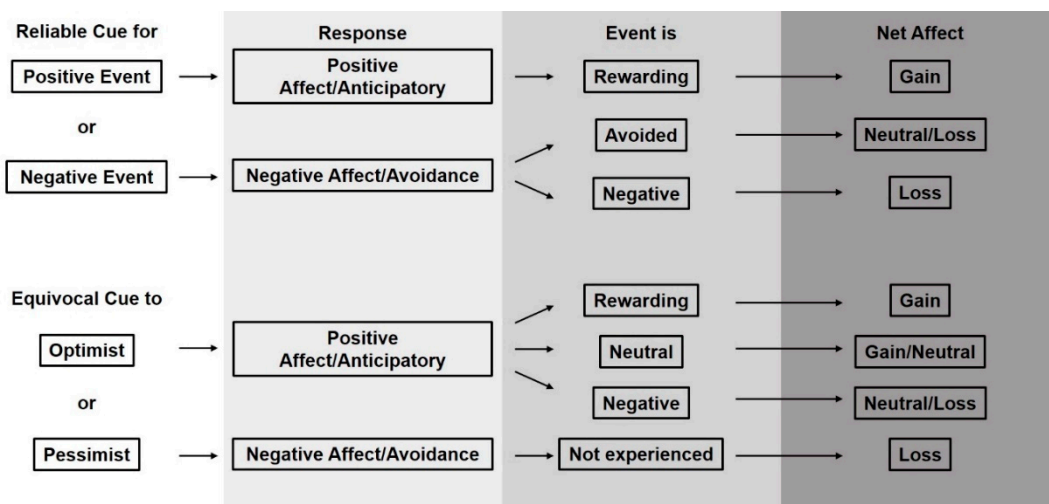 Reliable Cue for
Response
Event is
Net Affect
Positive Event
Positive
Affect/Anticipatory
Rewarding
Gain
or
Avoided
Neutral/Loss
Negative Event
Negative Affect/Avoidance
Negative
Loss
Equivocal Cue to
Rewarding
Gain
Optimist
Positive
Affect/Anticipatory
Neutral
Gain/Neutral
or
Negative
Neutral/Loss
Pessimist
Negative Affect/Avoidance
Not experienced
Loss